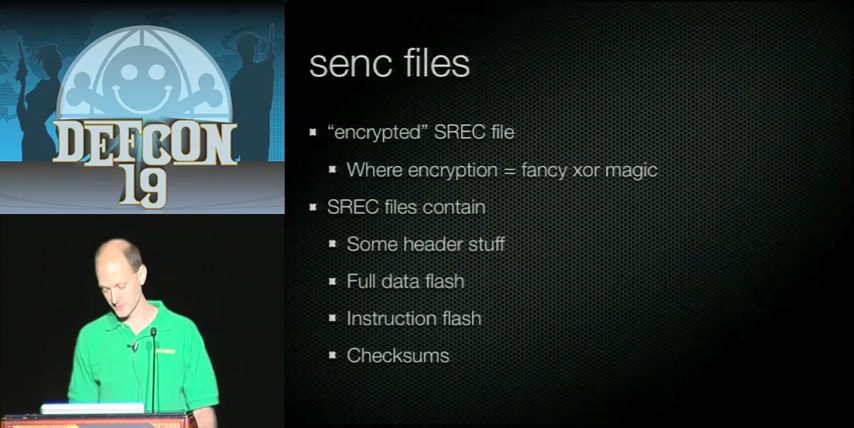 DEFCON
19
senc files
“encrypted” SREC file
Where encryption = fancy xor magic
SREC files contain
Some header stuff
Full data flash
Instruction flash
Checksums